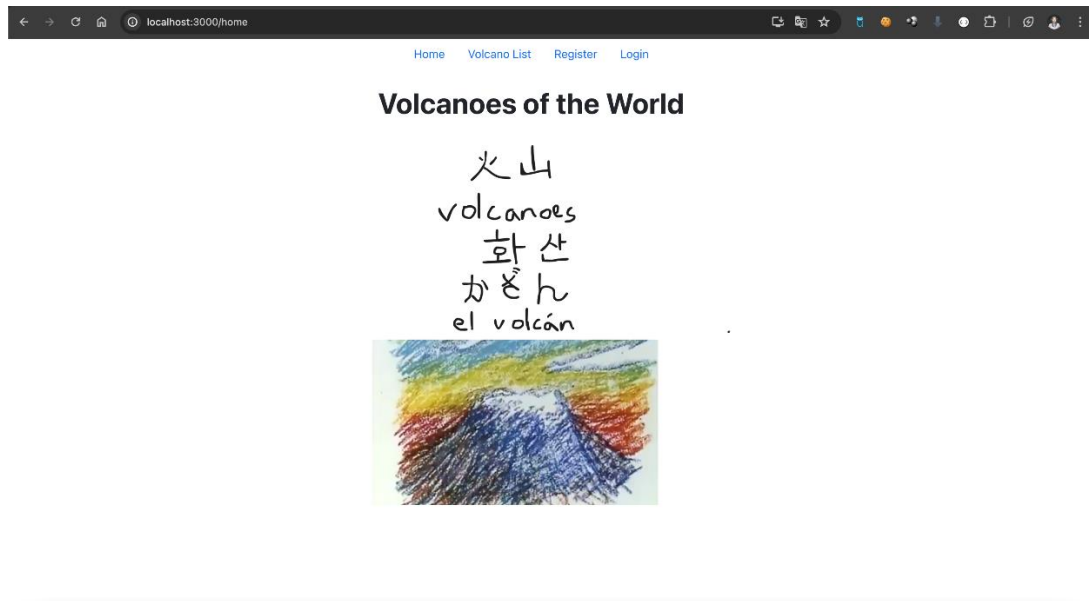 localhost:3000/home
Home Volcano List Register Login
Volcanoes of the World
火山
volcanoes
화산
かざん
el volcán